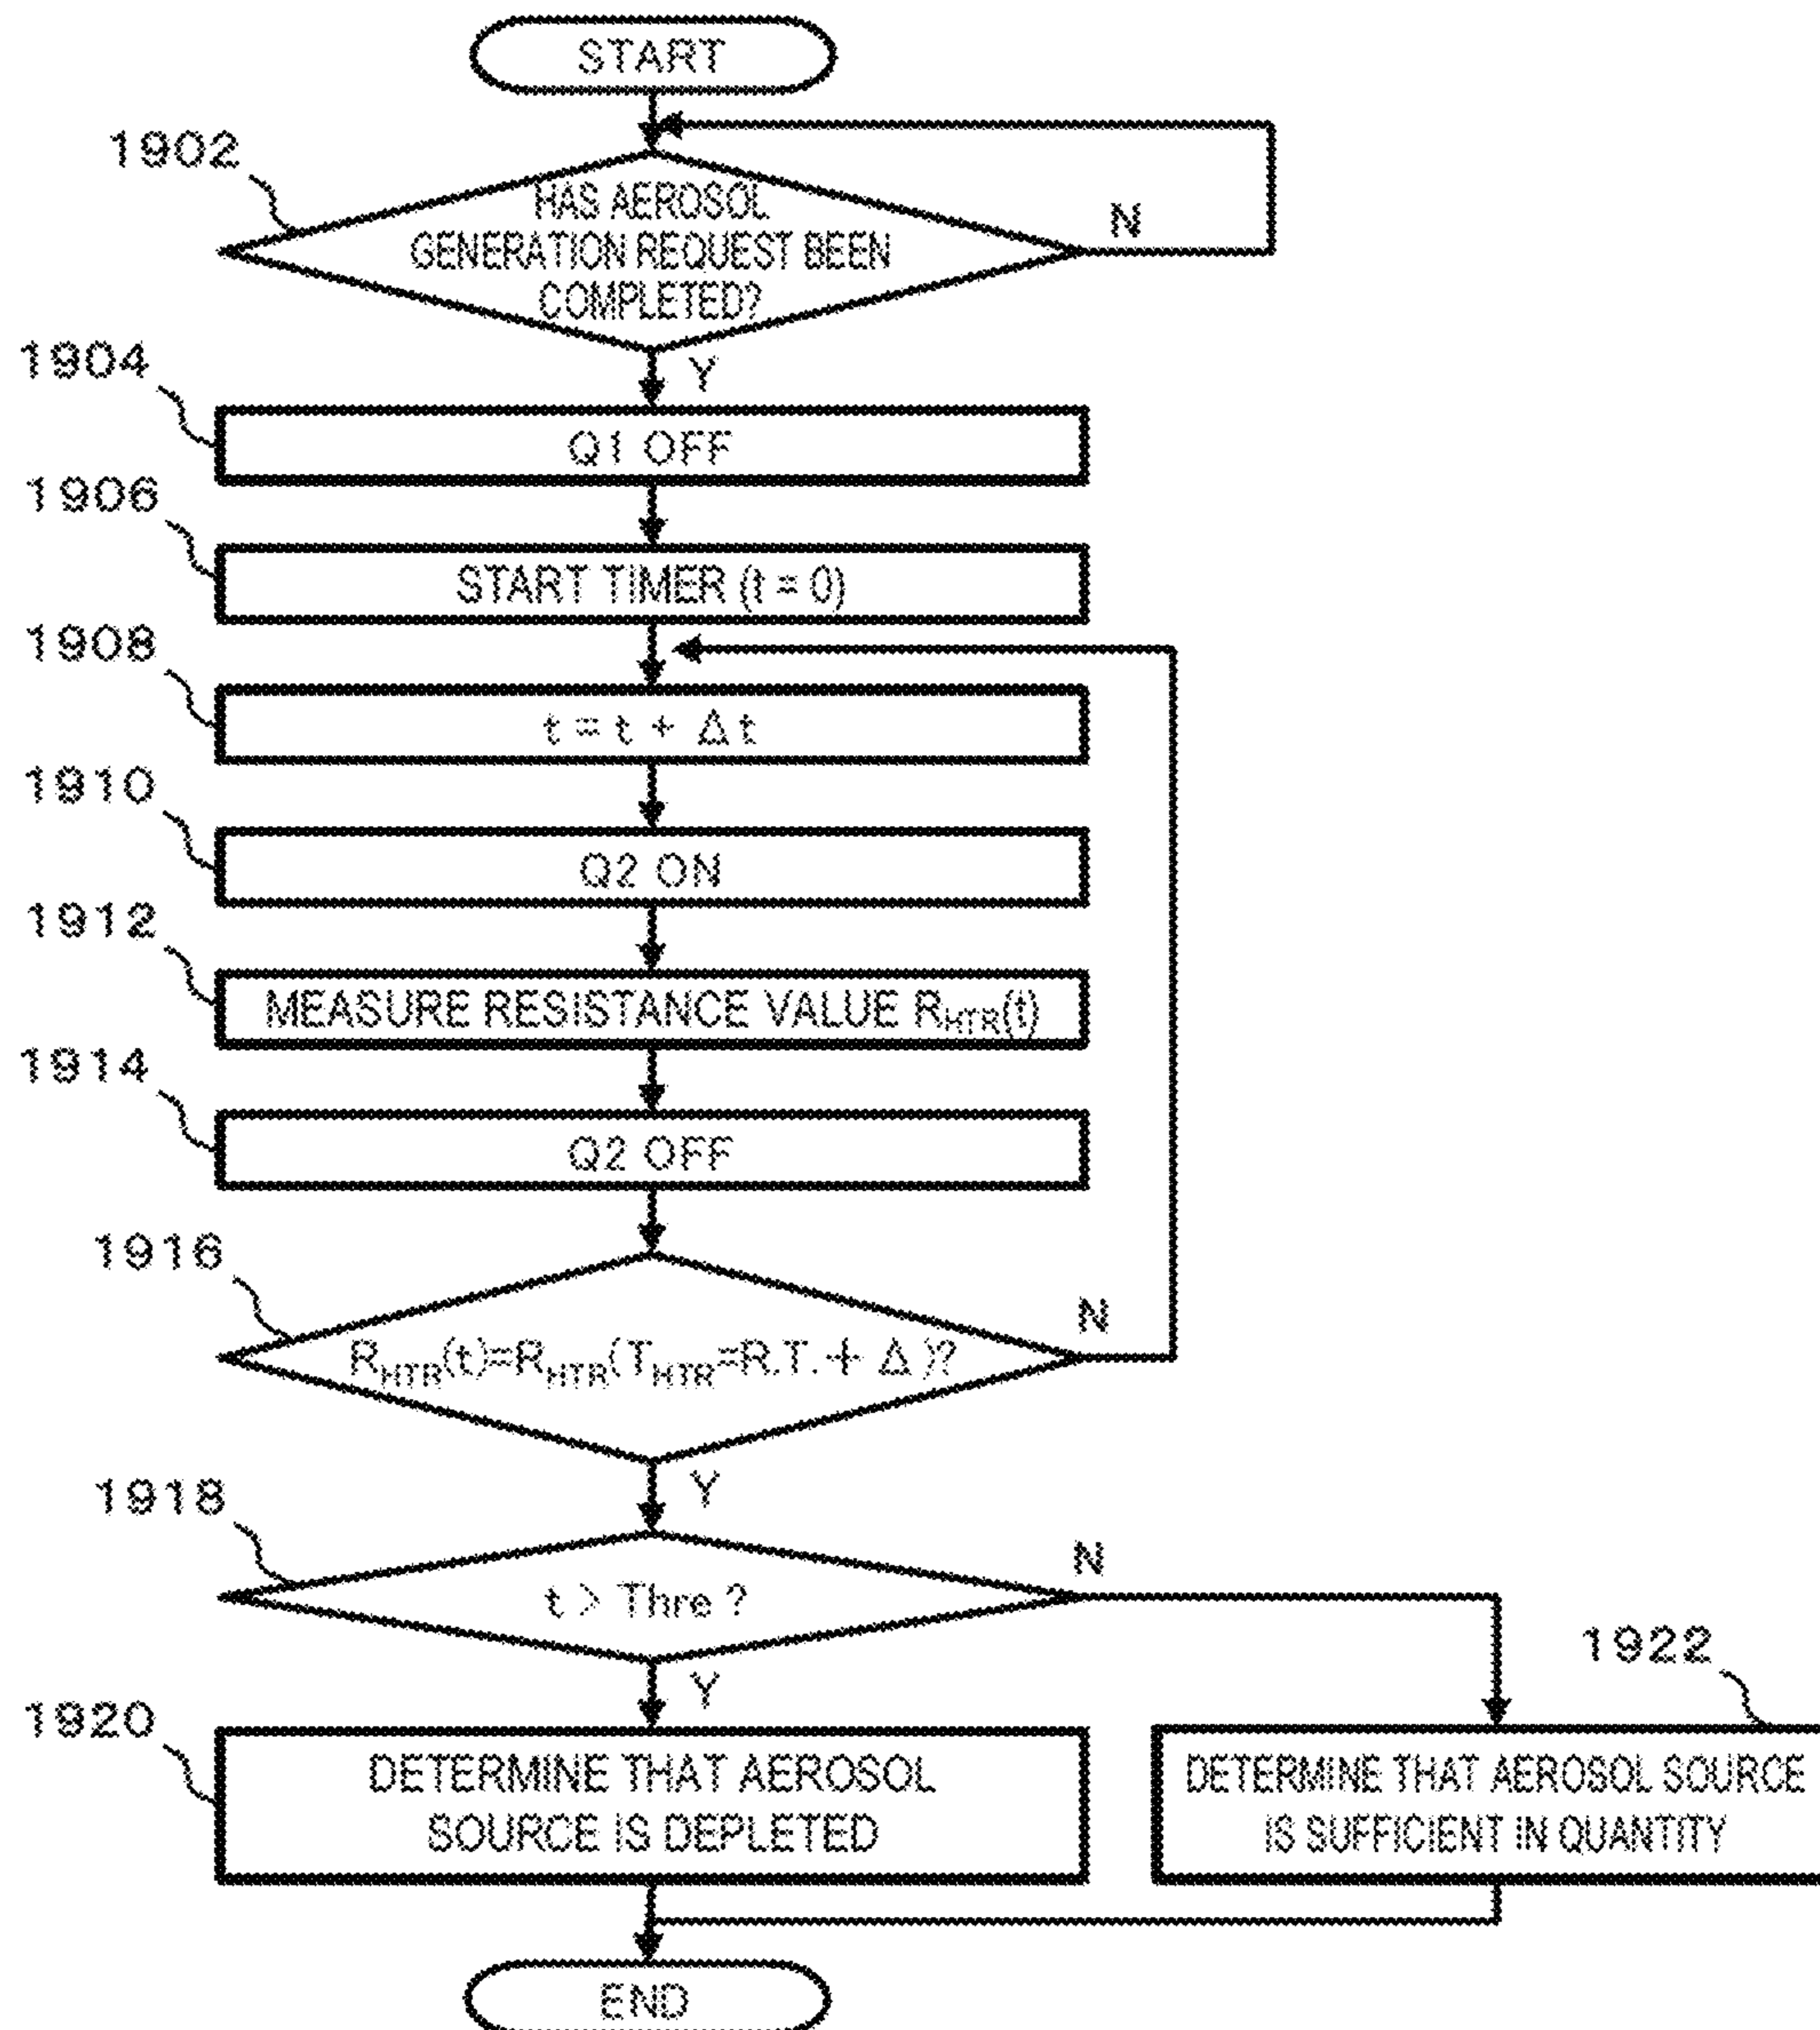 START
1902
HAS AEROSOL
GENERATION REQUEST BEEN
COMPLETED?
N
Y
1904
Q1 OFF
1906
START TIMER (t = 0)
1908
t = t + Δt
1910
Q2 ON
1912
MEASURE RESISTANCE VALUE RHTR(t)
1914
Q2 OFF
1916
RHTR(t)=RHTR(THTR=R.T.+ Δ)?
N
Y
1918
t > Thre ?
N
Y
1920
DETERMINE THAT AEROSOL
SOURCE IS DEPLETED
1922
DETERMINE THAT AEROSOL SOURCE
IS SUFFICIENT IN QUANTITY
END